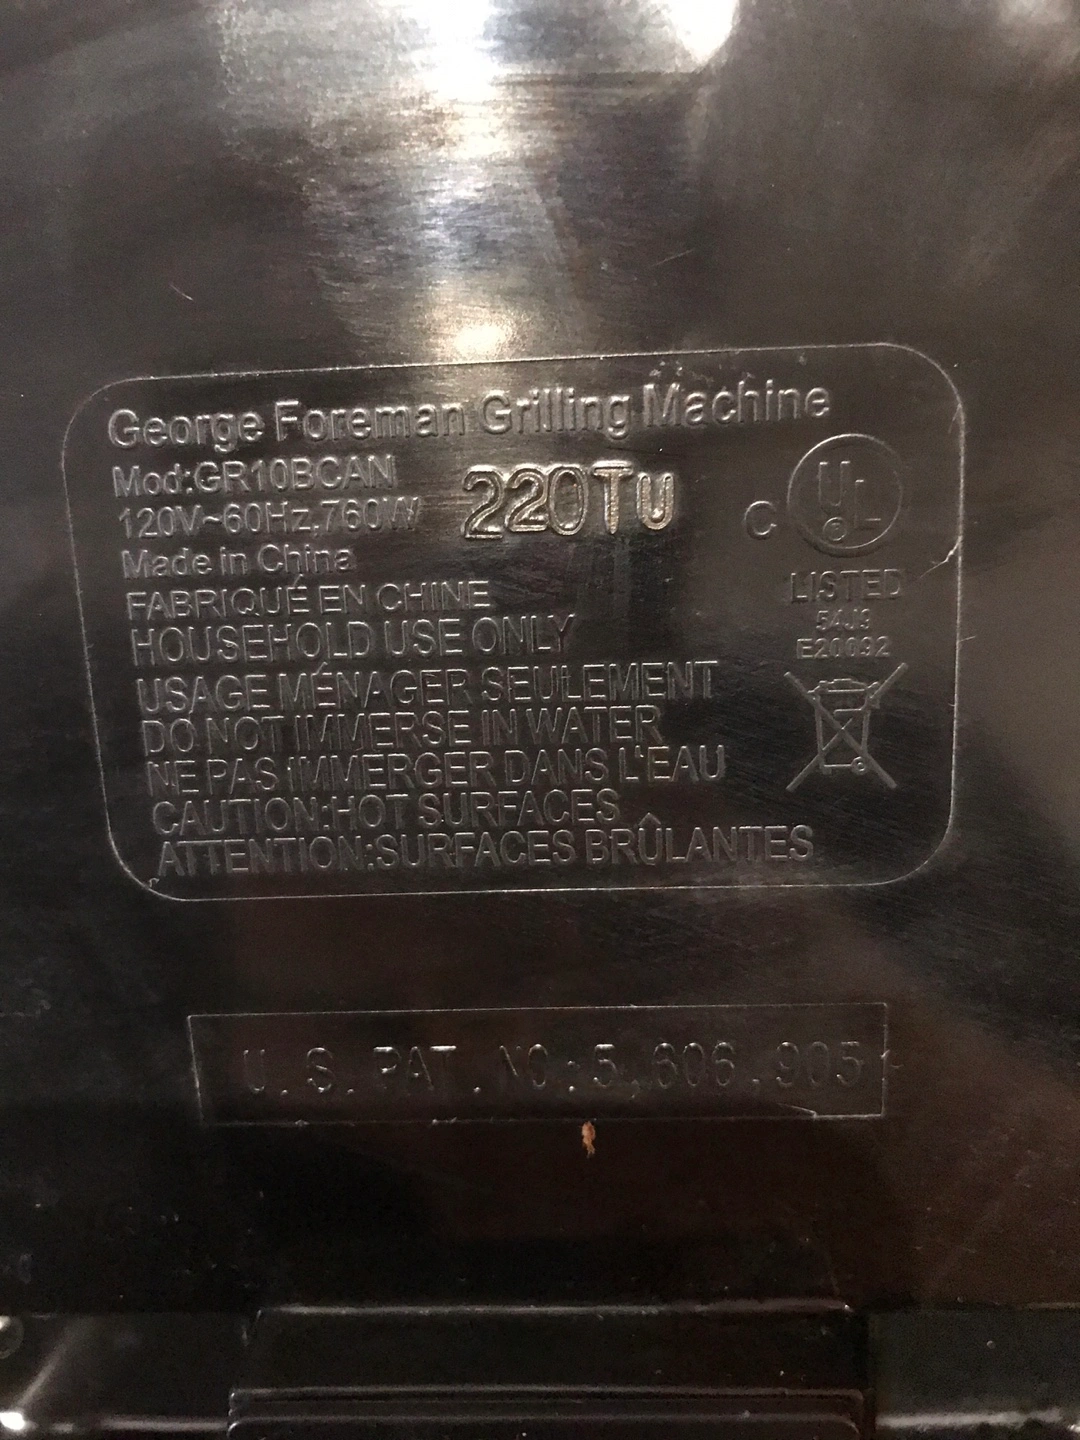 George Foreman Grilling Machine
Mod:GR10BCAN
220TU
120V~60Hz,760W
Made in China
FABRIQUÉ EN CHINE
HOUSEHOLD USE ONLY
USAGE MÉNAGER SEULEMENT
DO NOT IMMERSE IN WATER
NE PAS IMMERGER DANS L'EAU
CAUTION:HOT SURFACES
ATTENTION:SURFACES BRÛLANTES
C UL
LISTED
54J9
E20092
U.S.PAT.NO:5,606,905